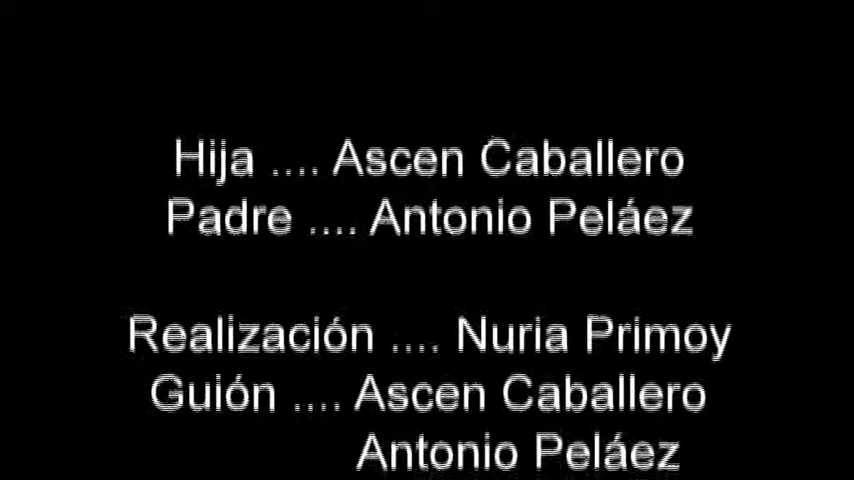 Hija .... Ascen Caballero
Padre .... Antonio Peláez
Realización .... Nuria Primoy
Guión .... Ascen Caballero
Antonio Peláez